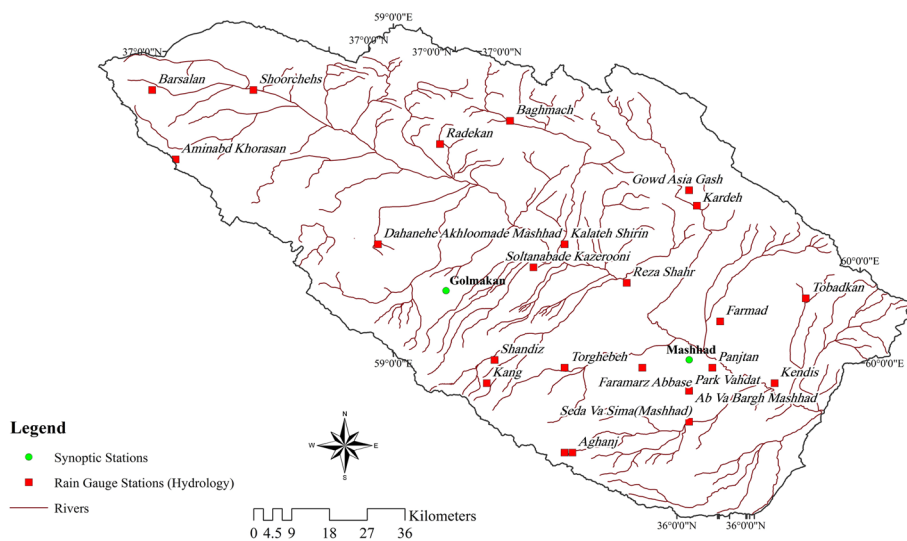 59°0'0"E
37°0'0"N
37°0'0"N
37°0'0"N
37°0'0"N
Barsalan
Shoorchehs
Baghmach
Radekan
Aminabd Khorasan
Gowd Asia Gash
Kardeh
Dahanehe Akhloomade Mashhad
Kalateh Shirin
Soltanabade Kazerooni
60°0'0"E
Golmakan
Reza Shahr
Tobadkan
Farmad
Shandiz
Mashhad
59°0'0"E
Torghebeh
Panjtan
60°0'0"E
Kang
Faramarz Abbase
Park Vahdat
Kendis
Ab Va Bargh Mashhad
Seda Va Sima(Mashhad)
Legend
Aghanj
N
W
E
S
Synoptic Stations
Rain Gauge Stations (Hydrology)
Rivers
Kilometers
0 4.5 9 18 27 36
36°0'0"N
36°0'0"N